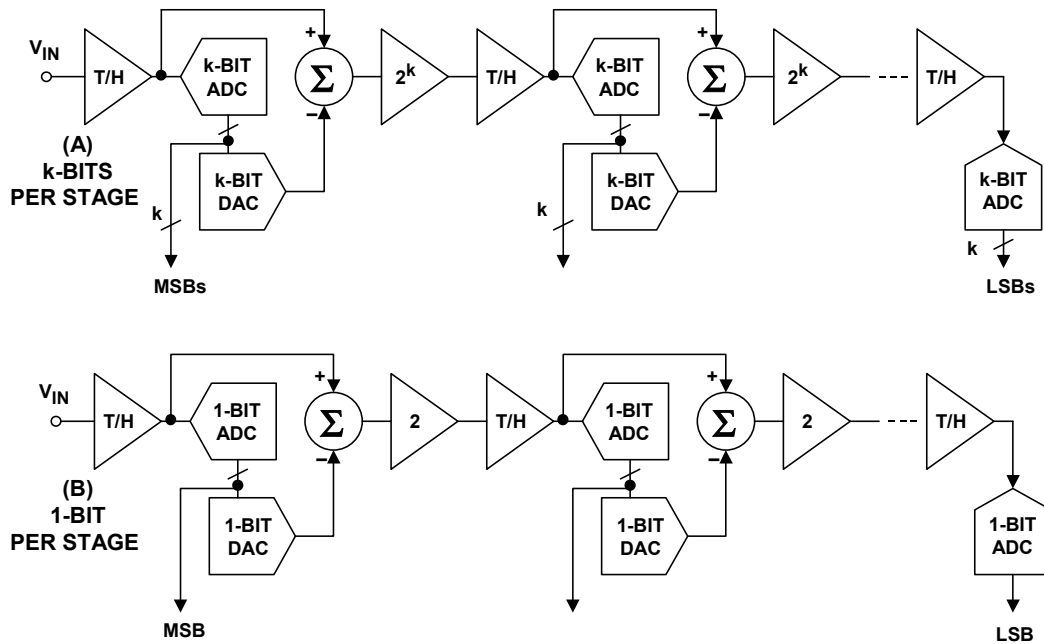 V_IN
T/H
k-BIT
ADC
+
Σ
−
2^k
T/H
k-BIT
ADC
+
Σ
−
2^k
T/H
(A)
k-BITS
PER STAGE
k-BIT
DAC
k
MSBs
k-BIT
DAC
k
k-BIT
ADC
k
LSBs
V_IN
T/H
1-BIT
ADC
+
Σ
−
2
T/H
1-BIT
ADC
+
Σ
−
2
T/H
(B)
1-BIT
PER STAGE
1-BIT
DAC
MSB
1-BIT
DAC
1-BIT
ADC
LSB